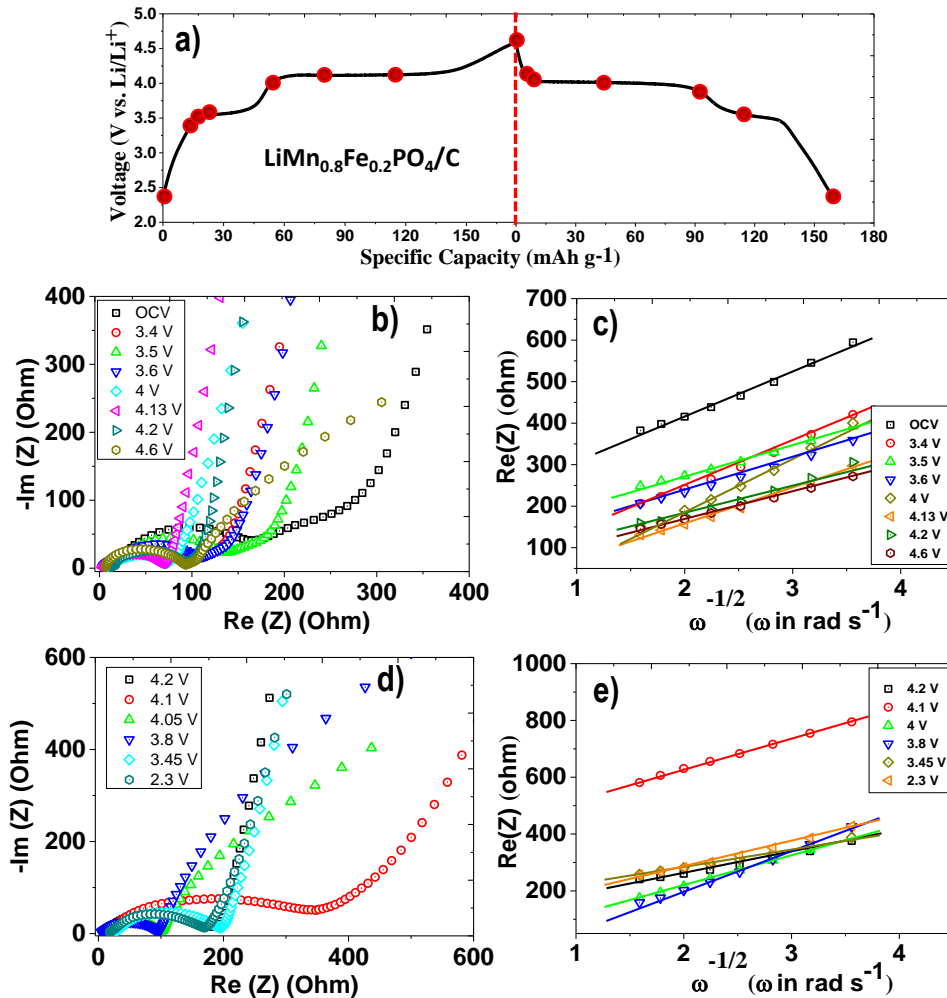 a)
Voltage (V vs. Li/Li⁺)
5.0
4.5
4.0
3.5
3.0
2.5
2.0
LiMn₀.₈Fe₀.₂PO₄/C
0 30 60 90 120 150 0 30 60 90 120 150 180
Specific Capacity (mAh g-1)
b)
-Im (Z) (Ohm)
400
300
200
100
0
OCV
3.4 V
3.5 V
3.6 V
4 V
4.13 V
4.2 V
4.6 V
0 100 200 300 400
Re (Z) (Ohm)
c)
Re(Z) (ohm)
700
600
500
400
300
200
100
OCV
3.4 V
3.5 V
3.6 V
4 V
4.13 V
4.2 V
4.6 V
1 2 3 4
ω⁻¹/² (ω in rad s⁻¹)
d)
-Im (Z) (Ohm)
600
400
200
0
4.2 V
4.1 V
4.05 V
3.8 V
3.45 V
2.3 V
0 200 400 600
Re (Z) (Ohm)
e)
Re(Z) (ohm)
1000
800
600
400
200
4.2 V
4.1 V
4 V
3.8 V
3.45 V
2.3 V
1 2 3 4
ω⁻¹/² (ω in rad s⁻¹)